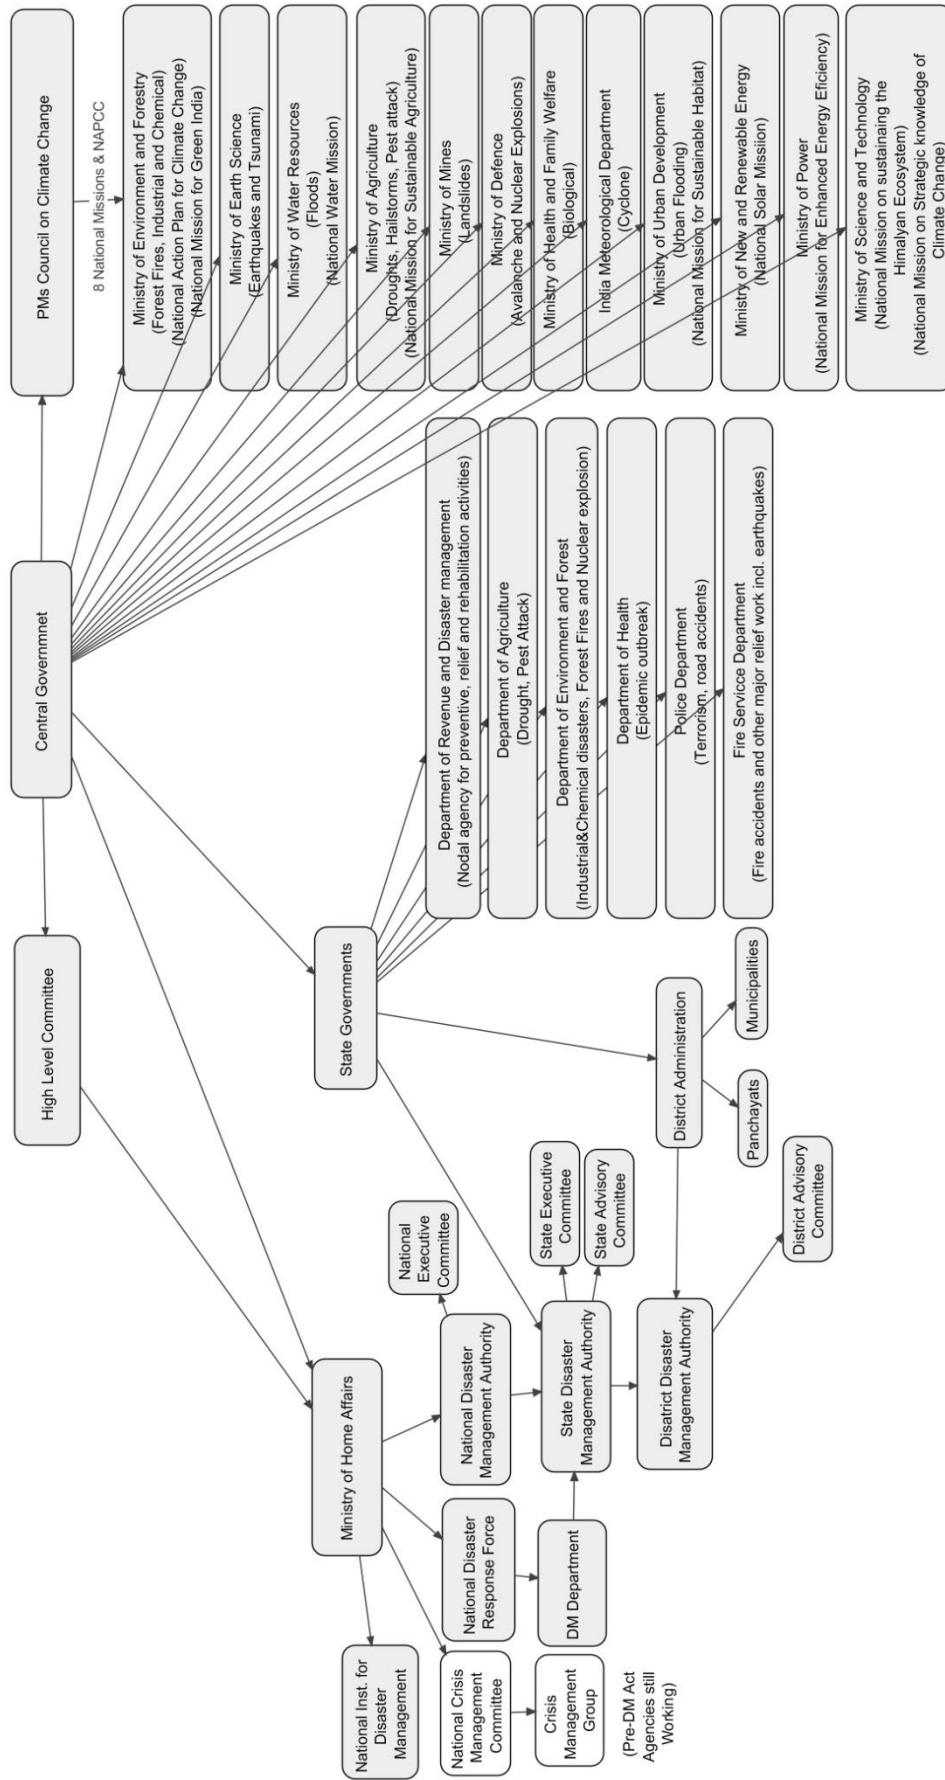 Central Governmnet
High Level Committee
PMs Council on Climate Change
8 National Missions & NAPCC
Ministry of Home Affairs
State Governments
National Inst. for
Disaster
Management
National Crisis
Management
Committee
Crisis
Management
Group
(Pre-DM Act
Agencies still
Working)
National Disaster
Response Force
DM Department
National Disaster
Management Authority
National
Executive
Committee
State Disaster
Management Authority
State Executive
Committee
State Advisory
Committee
Disatrict Disaster
Management Authority
District Advisory
Committee
District Administration
Panchayats
Municipalities
Department of Revenue and Disaster management
(Nodal agency for preventive, relief and rehabilitation activities)
Department of Agriculture
(Drought, Pest Attack)
Department of Environment and Forest
(Industrial&Chemical disasters, Forest Fires and Nuclear explosion)
Department of Health
(Epidemic outbreak)
Police Department
(Terrorism, road accidents)
Fire Servicce Department
(Fire accidents and other major relief work incl. earthquakes)
Ministry of Environment and Forestry
(Forest Fires, Industrial and Chemical)
(National Action Plan for Climate Change)
(National Mission for Green India)
Ministry of Earth Science
(Earthquakes and Tsunami)
Ministry of Water Resources
(Floods)
(National Water Mission)
Ministry of Agriculture
(Droughts, Hailstorms, Pest attack)
(National Mission for Sustainable Agriculture)
Ministry of Mines
(Landslides)
Ministry of Defence
(Avalanche and Nuclear Explosions)
Ministry of Health and Family Welfare
(Biological)
India Meteorological Department
(Cyclone)
Ministry of Urban Development
(Urban Flooding)
(National Mission for Sustainable Habitat)
Ministry of New and Renewable Energy
(National Solar Missiion)
Ministry of Power
(National Mission for Enhanced Energy Eficiency)
Ministry of Science and Technology
(National Mission on sustaineing the
Himalyan Ecosystem)
(National Mission on Strategic knowledge of
Climate Change)